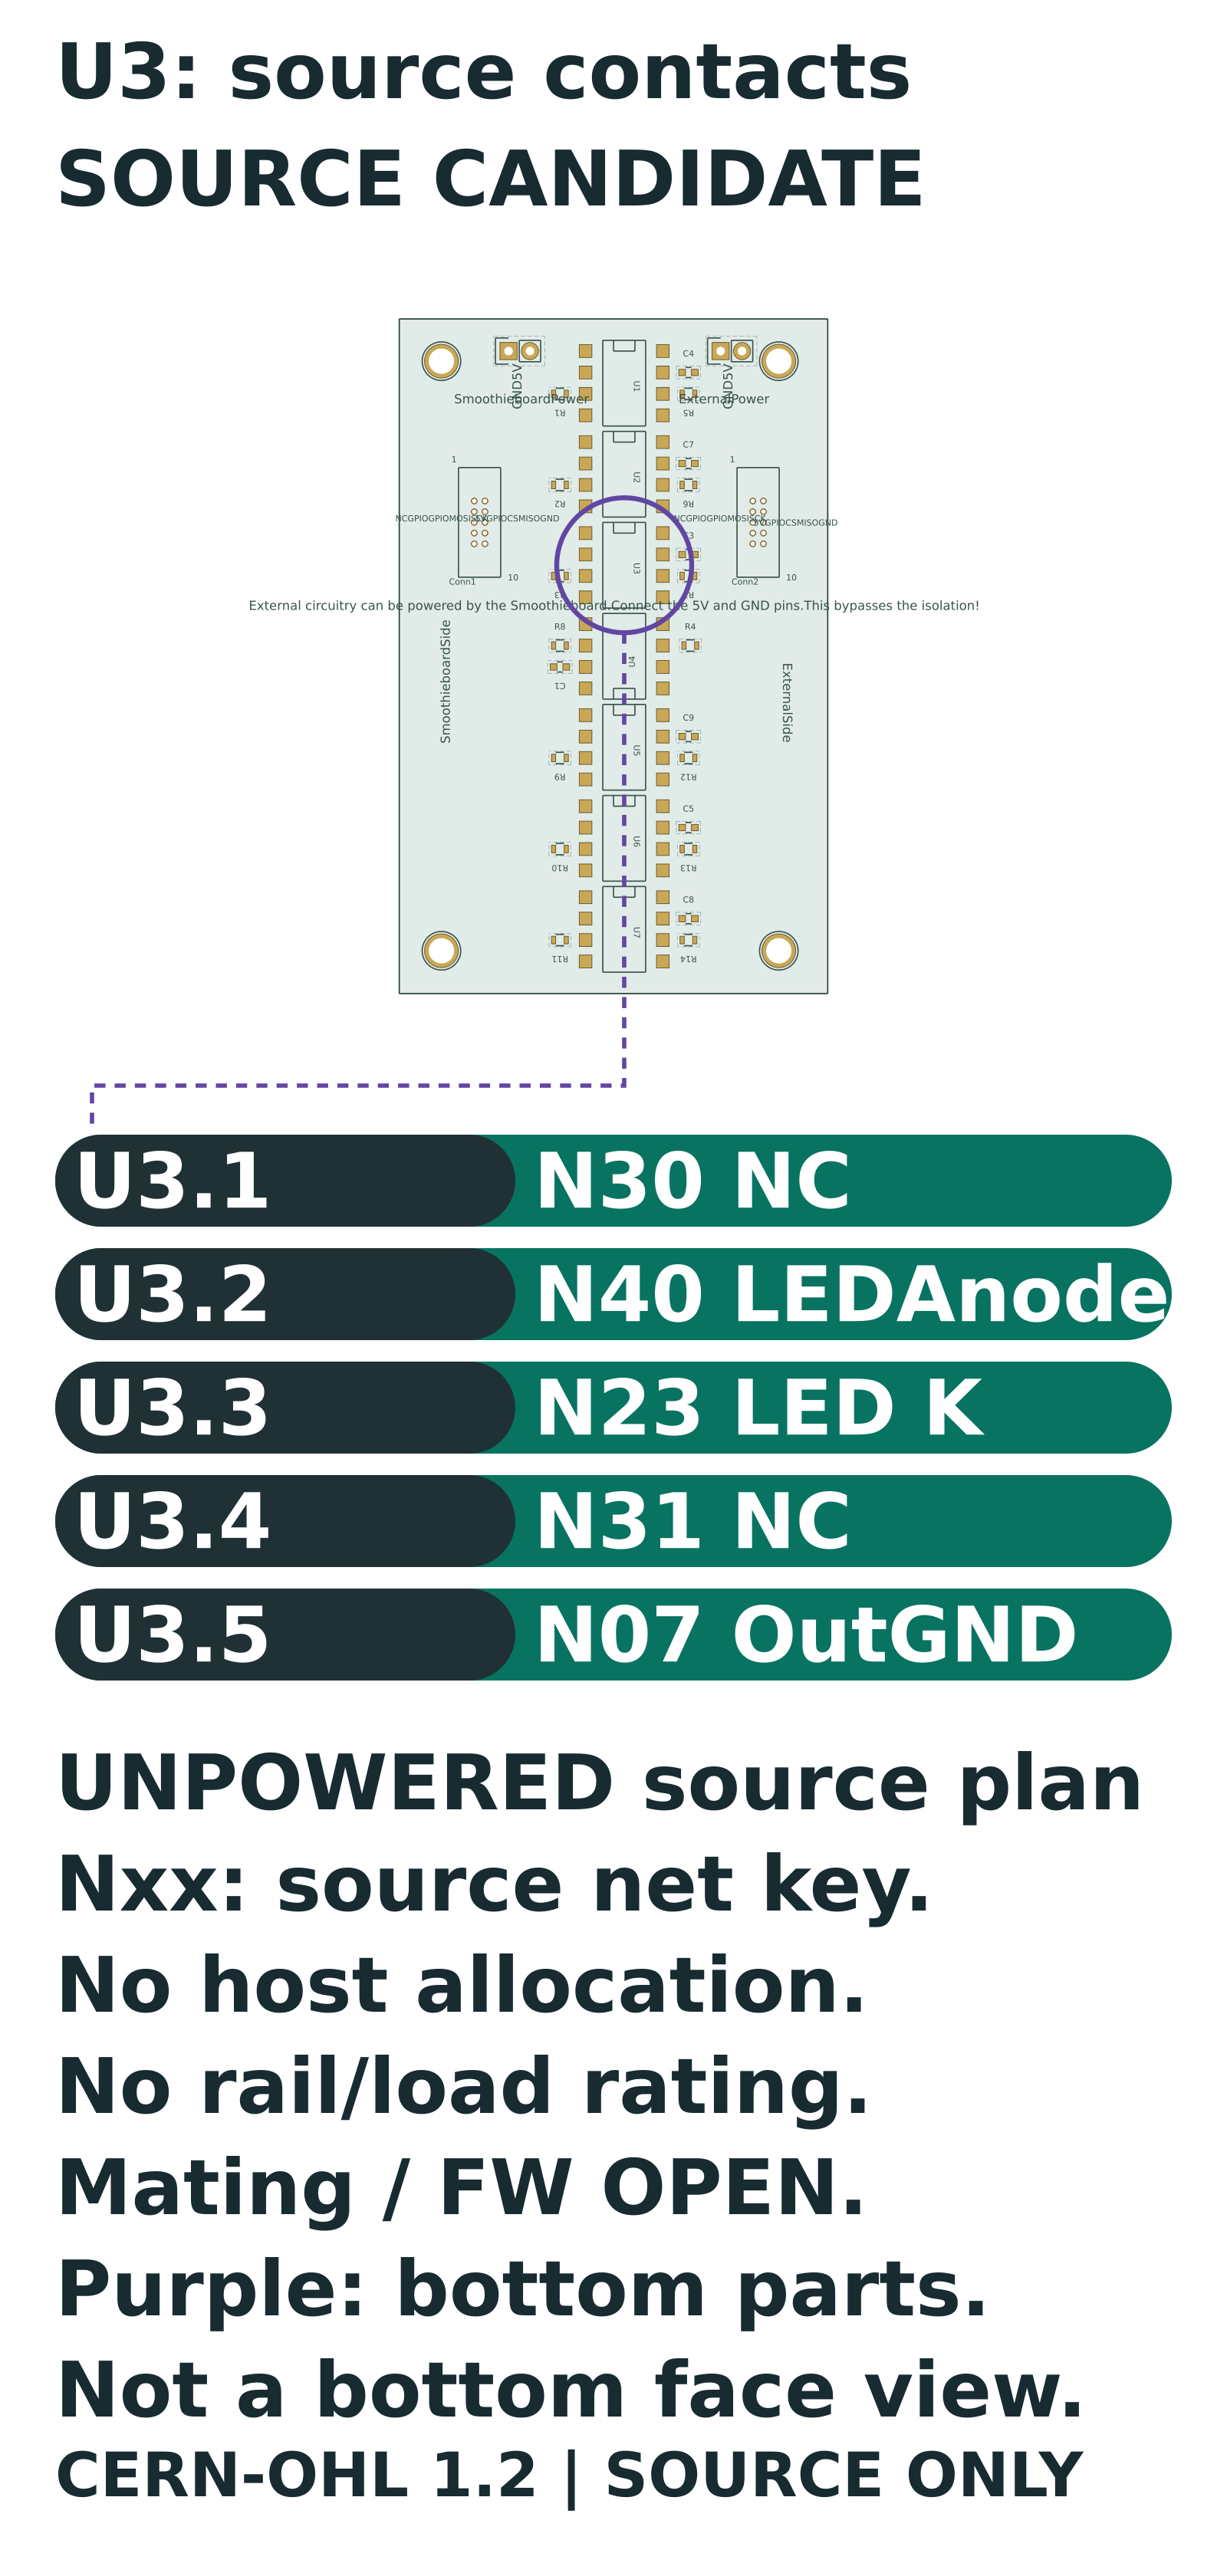 U3: source contacts
SOURCE CANDIDATE
C4
GND5V
GND5V
U1
SmoothieboardPower
ExternalPower
R1
R5
C7
1
1
U2
R2
R6
NCGPIOGPIOMOSISCK
5VGPIOCSMISOGND
NCGPIOGPIOMOSISCK
5VGPIOCSMISOGND
C3
U3
Conn1
10
Conn2
10
External circuitry can be powered by the Smoothieboard.Connect the 5V and GND pins.This bypasses the isolation!
R8
R4
U4
C1
SmoothieboardSide
ExternalSide
C9
U5
R9
R12
C5
U6
R10
R13
C8
U7
R11
R14
U3.1 N30 NC
U3.2 N40 LEDAnode
U3.3 N23 LED K
U3.4 N31 NC
U3.5 N07 OutGND
UNPOWERED source plan
Nxx: source net key.
No host allocation.
No rail/load rating.
Mating / FW OPEN.
Purple: bottom parts.
Not a bottom face view.
CERN-OHL 1.2 | SOURCE ONLY